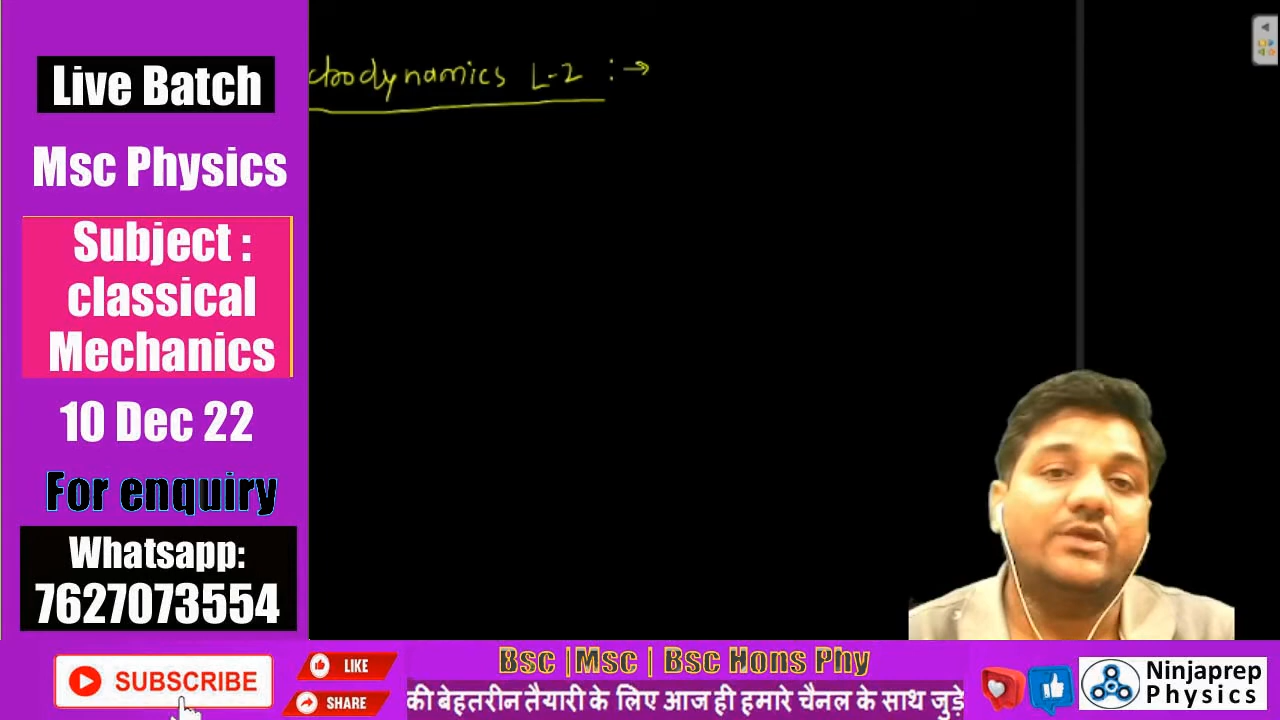 Live Batch
Msc Physics
Subject :
classical
Mechanics
10 Dec 22
For enquiry
Whatsapp:
7627073554
ctrodynamics L-2 :→
SUBSCRIBE
LIKE
SHARE
Bsc |Msc | Bsc Hons Phy
की बेहतरीन तैयारी के लिए आज ही हमारे चैनल के साथ जुड़े
Ninjaprep
Physics